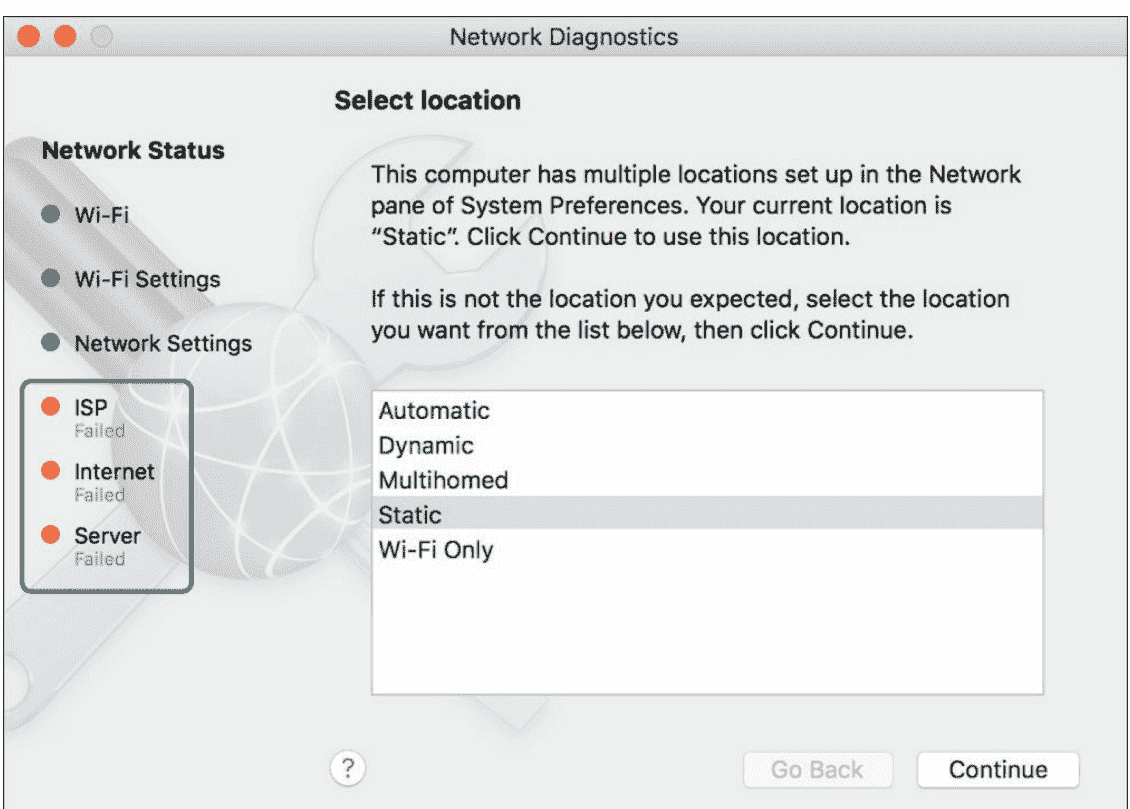 Network Diagnostics
Select location
Network Status
Wi-Fi
Wi-Fi Settings
Network Settings
ISP
Failed
Internet
Failed
Server
Failed
This computer has multiple locations set up in the Network
pane of System Preferences. Your current location is
“Static”. Click Continue to use this location.
If this is not the location you expected, select the location
you want from the list below, then click Continue.
Automatic
Dynamic
Multihomed
Static
Wi-Fi Only
?
Go Back
Continue